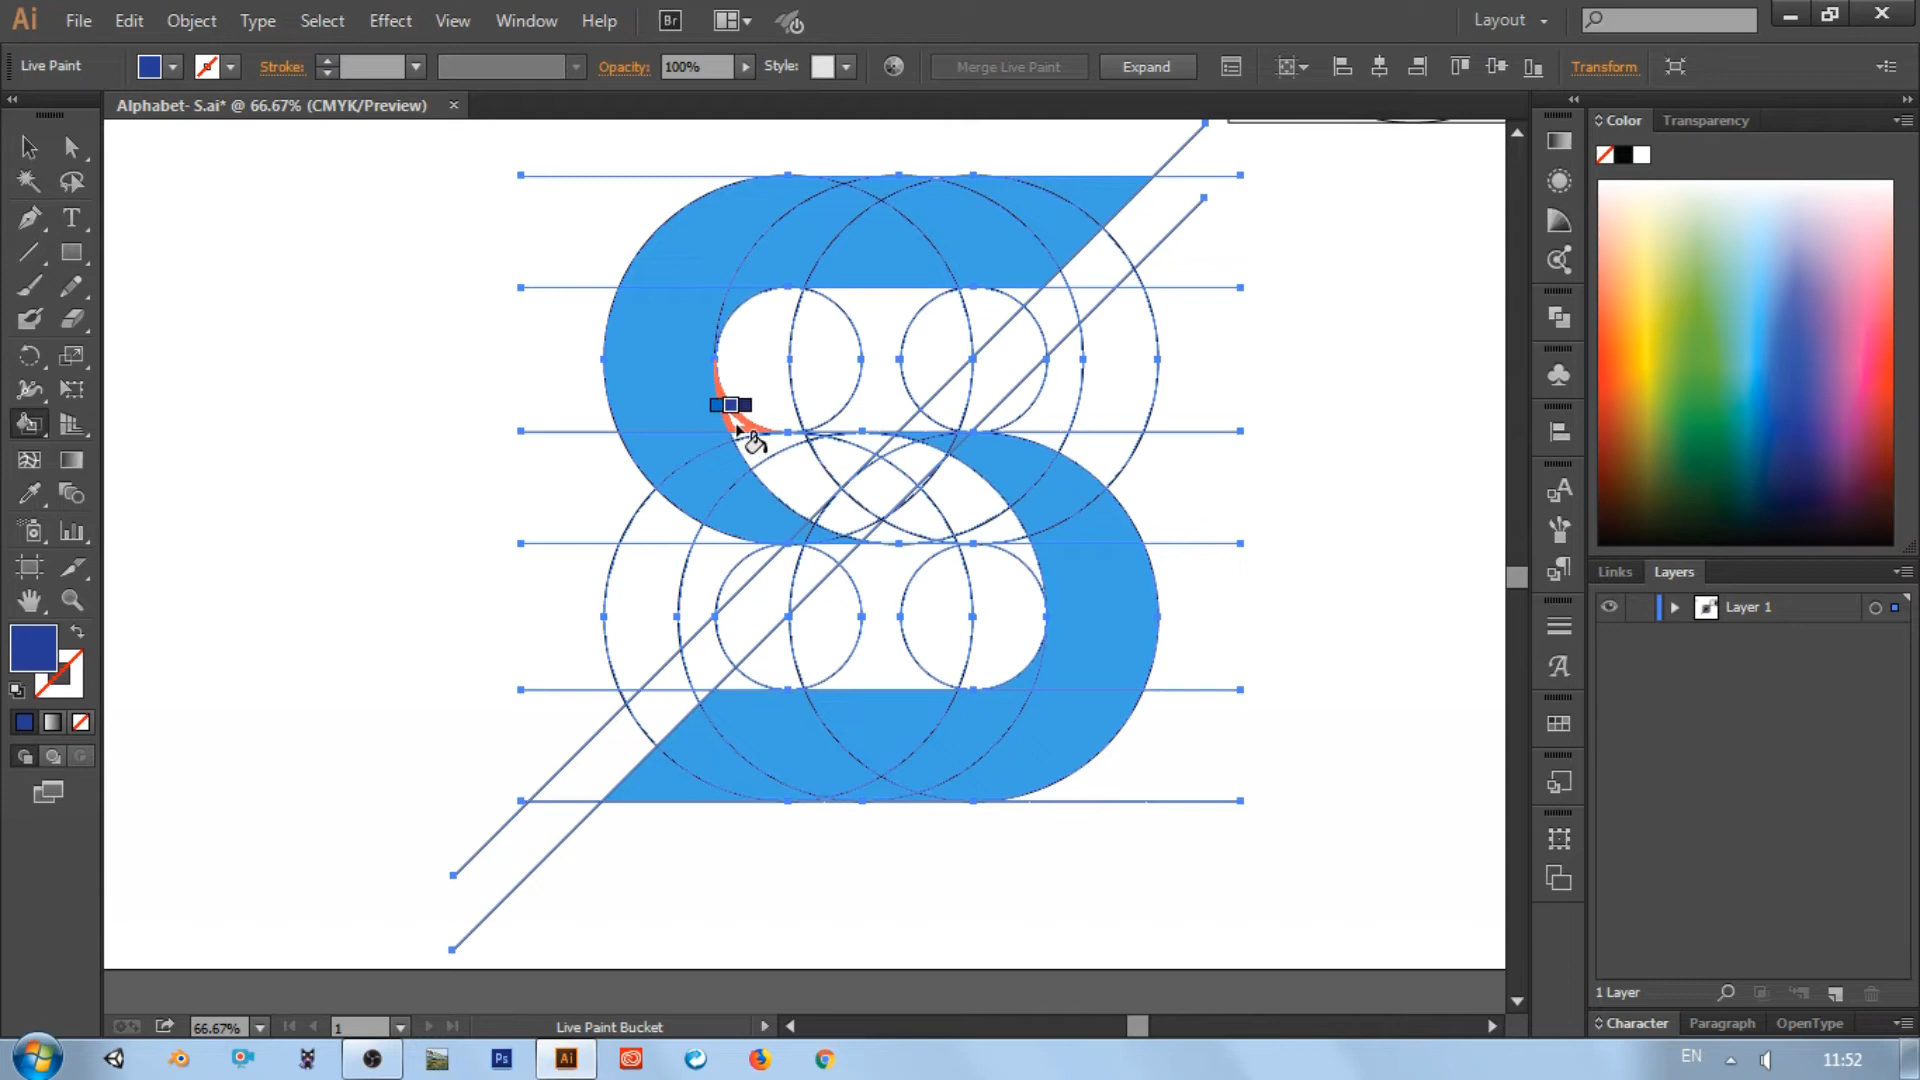 Ai File Edit Object Type Select Effect View Window Help Br Layout
Live Paint Stroke: Opacity: 100% Style: Merge Live Paint Expand Transform
Alphabet- S.ai* @ 66.67% (CMYK/Preview)
Color Transparency
T
Links Layers
Layer 1
1 Layer
66.67% 1 Live Paint Bucket
Character Paragraph OpenType
Ps Ai EN 11:52